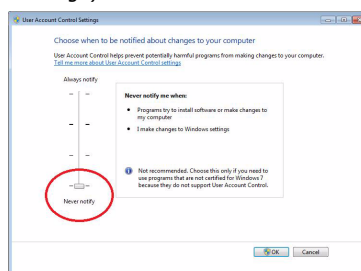 User Account Control Settings
Choose when to be notified about changes to your computer
User Account Control helps prevent potentially harmful programs from making changes to your computer.
Tell me more about User Account Control settings
Always notify
Never notify me when:
• Programs try to install software or make changes to
my computer
• I make changes to Windows settings
Not recommended. Choose this only if you need to
use programs that are not certified for Windows 7
because they do not support User Account Control.
Never notify
OK
Cancel